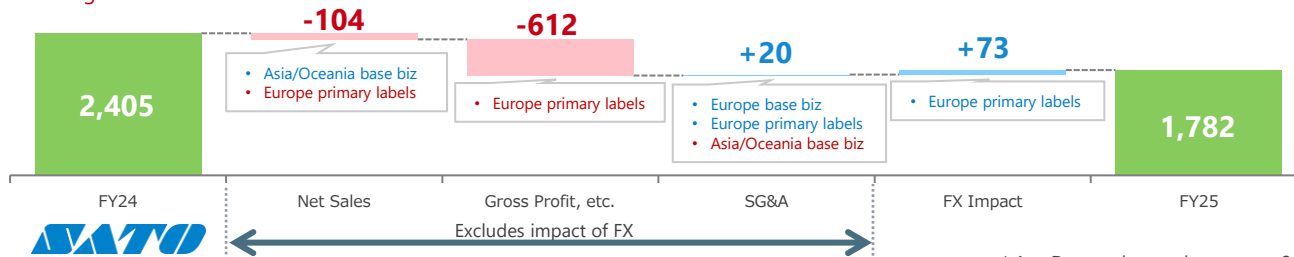 -104
-612
+20
+73
2,405
• Asia/Oceania base biz
• Europe primary labels
• Europe primary labels
• Europe base biz
• Europe primary labels
• Asia/Oceania base biz
• Europe primary labels
1,782
FY24
Net Sales
Gross Profit, etc.
SG&A
FX Impact
FY25
SATO
Excludes impact of FX